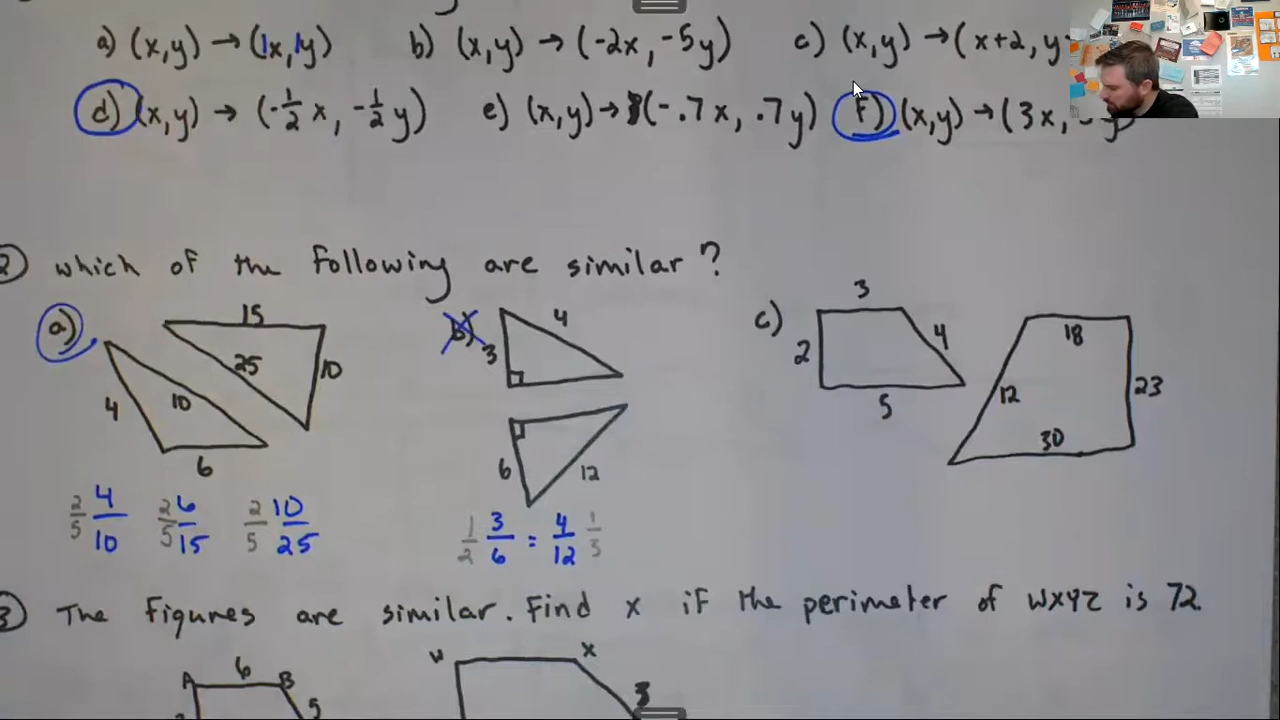 a) (x,y) → (1x,1y) b) (x,y) → (-2x,-5y) c) (x,y) → (x+2, y
d) (x,y) → (-1/2 x, -1/2 y) e) (x,y) → (-.7x, .7y) F) (x,y) → (3x, y
2 which of the following are similar?
a) 15 25 10
4 10 6
b) 3 4
6 12
c) 3 2 4 5
18 12 23 30
2/5 4/10 2/5 6/15 2/5 10/25
1/2 3/6 = 4/12 1/3
3 The figures are similar. Find x if the perimeter of WXYZ is 72
A 6 B 5
W X 3